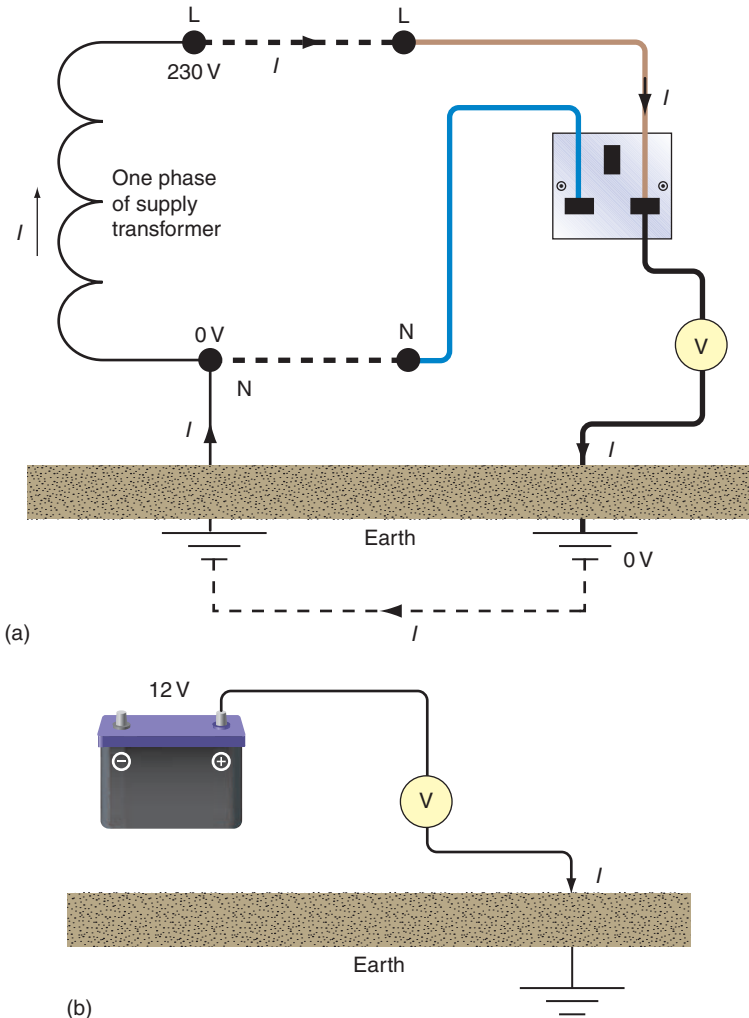 L
L
230 V
I
I
One phase
of supply
transformer
I
0 V
N
N
V
I
I
Earth
0 V
I
(a)
12 V
− +
V
I
Earth
(b)